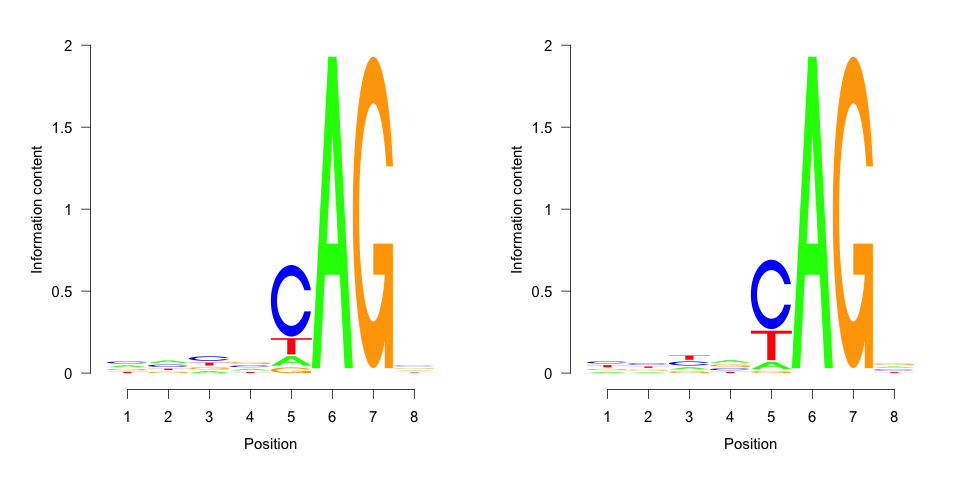 2
1.5
1
0.5
0
Information content
C
T
A
G
A
G
1 2 3 4 5 6 7 8
Position
2
1.5
1
0.5
0
Information content
C
T
A
G
A
G
1 2 3 4 5 6 7 8
Position